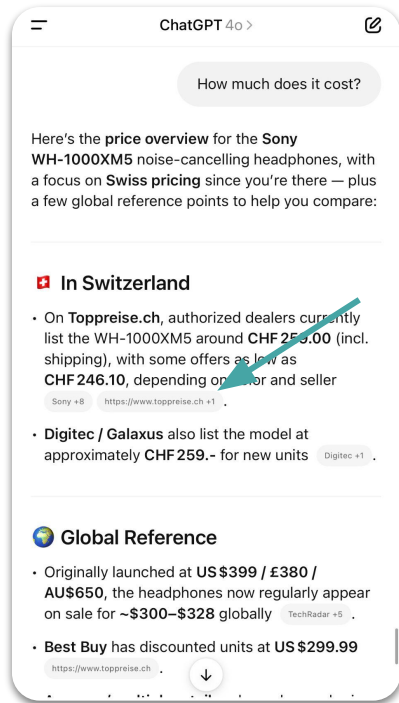 ChatGPT 4o >
How much does it cost?
Here's the price overview for the Sony
WH-1000XM5 noise-cancelling headphones, with
a focus on Swiss pricing since you're there — plus
a few global reference points to help you compare:
In Switzerland
• On Toppreise.ch, authorized dealers currently
list the WH-1000XM5 around CHF 259.00 (incl.
shipping), with some offers as low as
CHF 246.10, depending on color and seller
Sony +8 https://www.toppreise.ch +1 .
• Digitec / Galaxus also list the model at
approximately CHF 259.- for new units Digitec +1 .
Global Reference
• Originally launched at US$399 / £380 /
AU$650, the headphones now regularly appear
on sale for ~$300–$328 globally TechRadar +5 .
• Best Buy has discounted units at US$299.99
https://www.toppreise.ch .